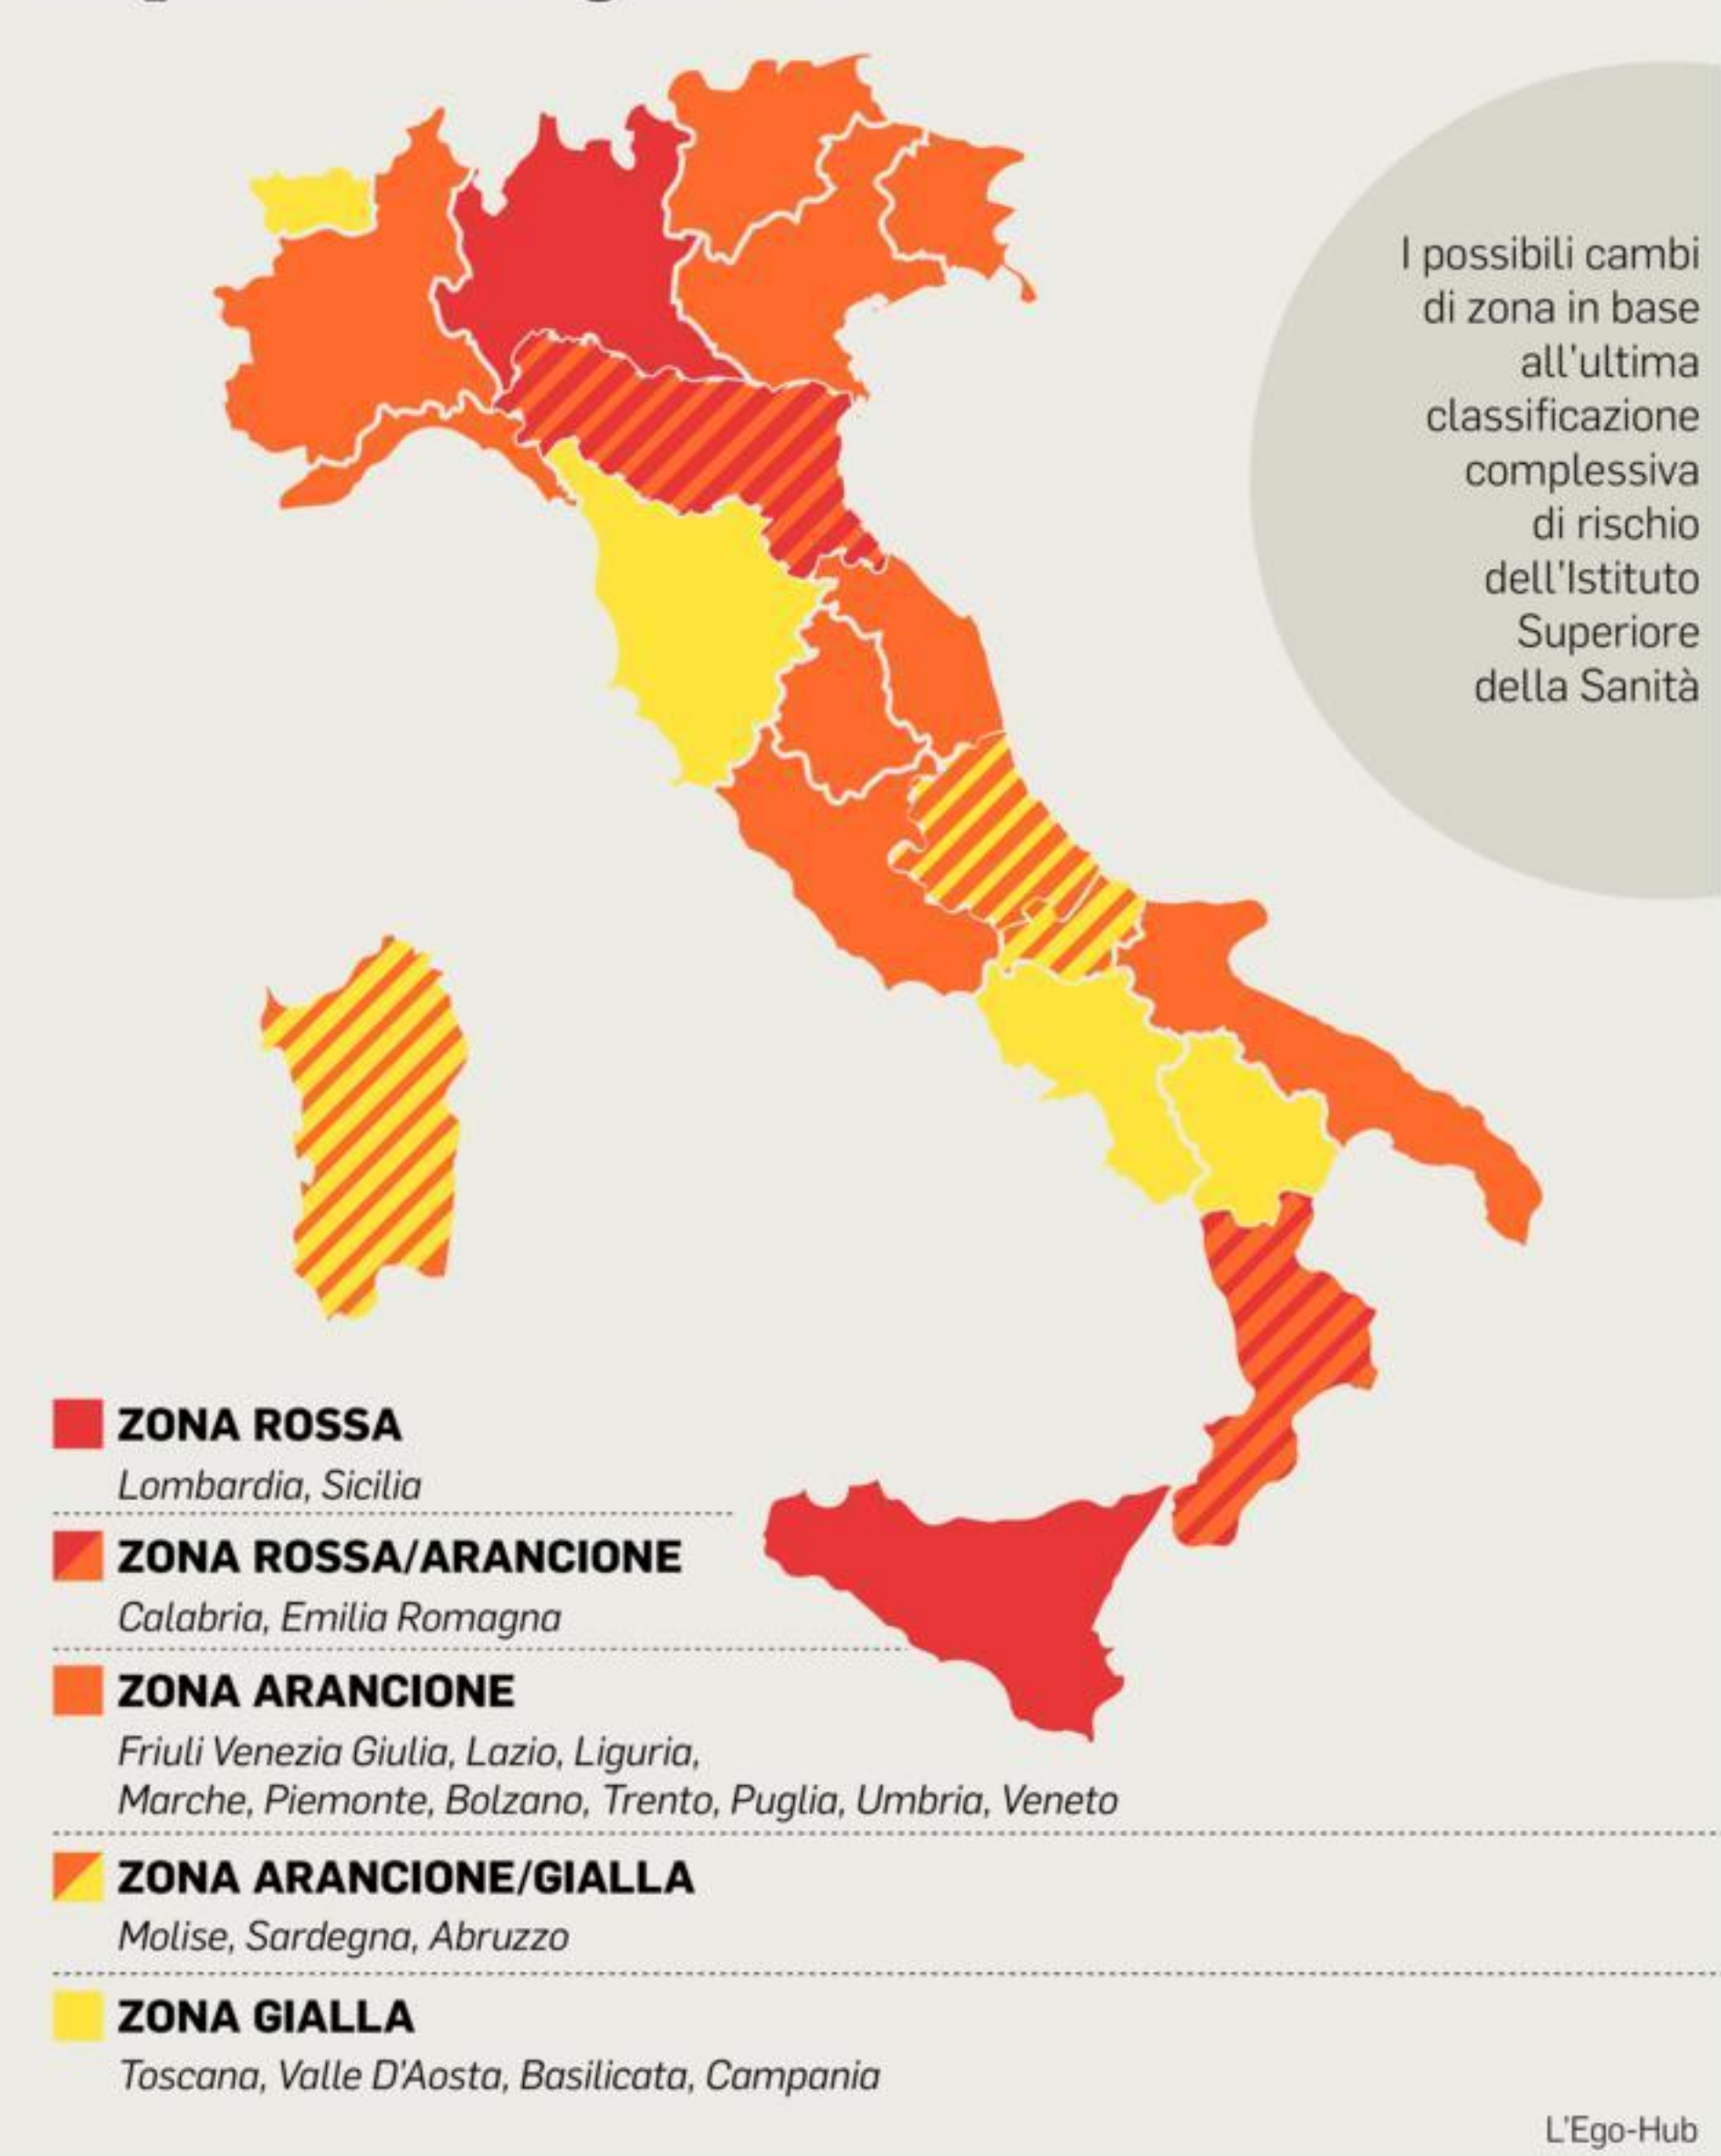 I possibili cambi
di zona in base
all'ultima
classificazione
complessiva
di rischio
dell'Istituto
Superiore
della Sanità
ZONA ROSSA
Lombardia, Sicilia
ZONA ROSSA/ARANCIONE
Calabria, Emilia Romagna
ZONA ARANCIONE
Friuli Venezia Giulia, Lazio, Liguria,
Marche, Piemonte, Bolzano, Trento, Puglia, Umbria, Veneto
ZONA ARANCIONE/GIALLA
Molise, Sardegna, Abruzzo
ZONA GIALLA
Toscana, Valle D'Aosta, Basilicata, Campania
L'Ego-Hub